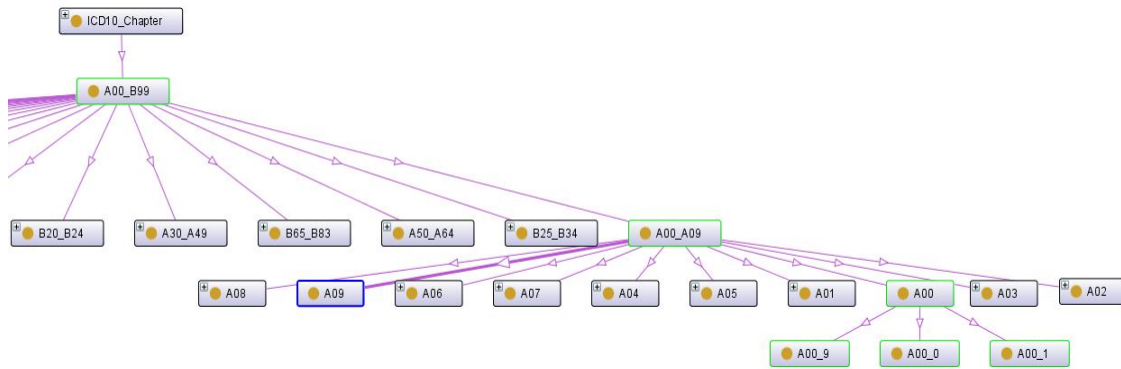 ICD10_Chapter
A00_B99
B20_B24
A30_A49
B65_B83
A50_A64
B25_B34
A00_A09
A08
A09
A06
A07
A04
A05
A01
A00
A03
A02
A00_9
A00_0
A00_1